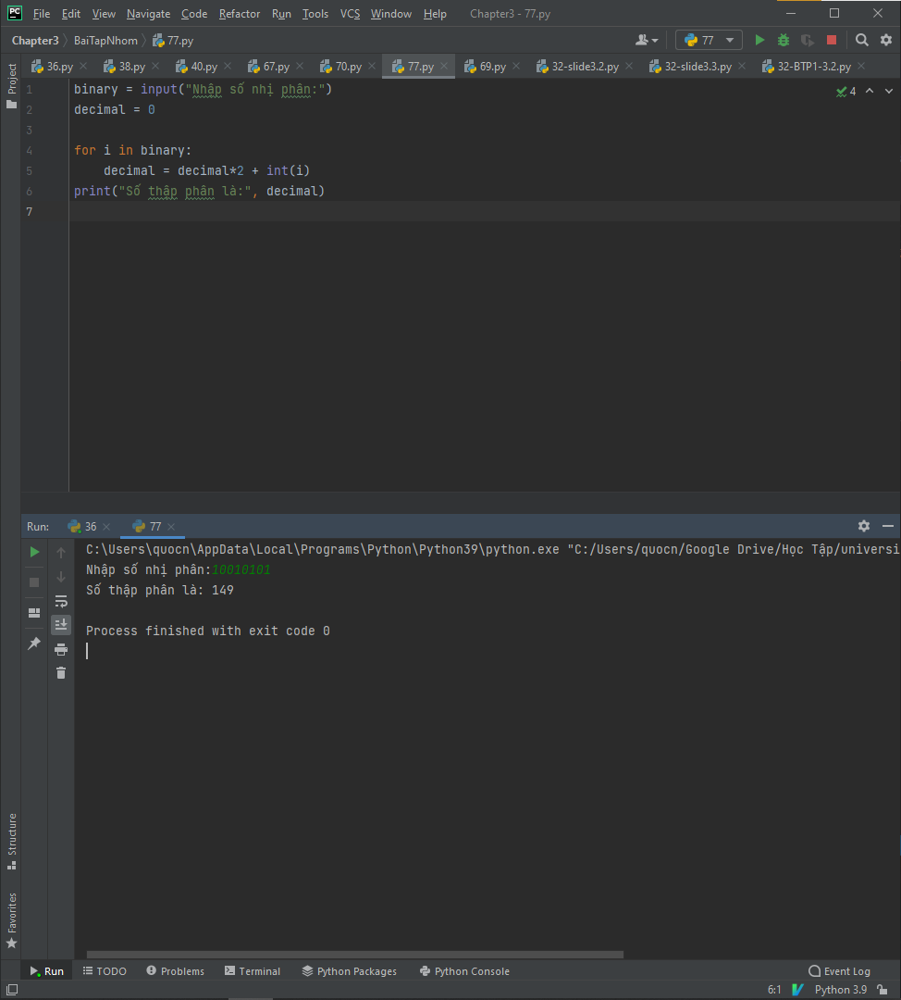 File Edit View Navigate Code Refactor Run Tools VCS Window Help Chapter3 - 77.py
Chapter3 BaiTapNhom 77.py 77
36.py 38.py 40.py 67.py 70.py 77.py 69.py 32-slide3.2.py 32-slide3.3.py 32-BTP1-3.2.py
Project
1 binary = input("Nhập số nhị phân:")
4
2 decimal = 0
3
4 for i in binary:
5 decimal = decimal*2 + int(i)
6 print("Số thập phân là:", decimal)
7
Run: 36 77
C:\Users\quocn\AppData\Local\Programs\Python\Python39\python.exe "C:/Users/quocn/Google Drive/Học Tập/universi
Nhập số nhị phân:10010101
Số thập phân là: 149
Process finished with exit code 0
Structure
Favorites
Run TODO Problems Terminal Python Packages Python Console Event Log
6:1 Python 3.9